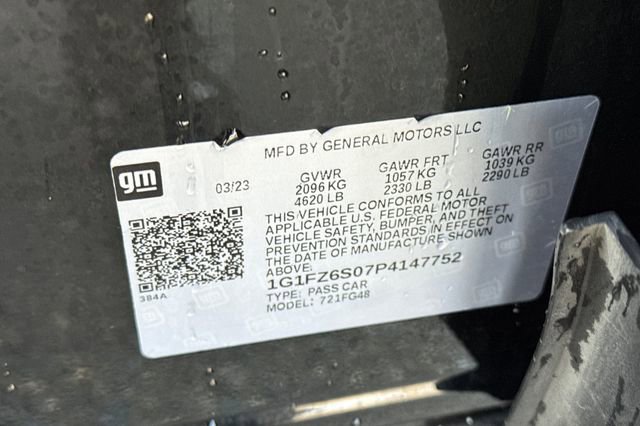 MFD BY GENERAL MOTORS LLC
gm
03/23
GVWR
2096 KG
4620 LB
GAWR FRT
1057 KG
2330 LB
GAWR RR
1039 KG
2290 LB
THIS VEHICLE CONFORMS TO ALL
APPLICABLE U.S. FEDERAL MOTOR
VEHICLE SAFETY, BUMPER, AND THEFT
PREVENTION STANDARDS IN EFFECT ON
THE DATE OF MANUFACTURE SHOWN
ABOVE.
1G1FZ6S07P4147752
TYPE: PASS CAR
MODEL: 721FG48
384A